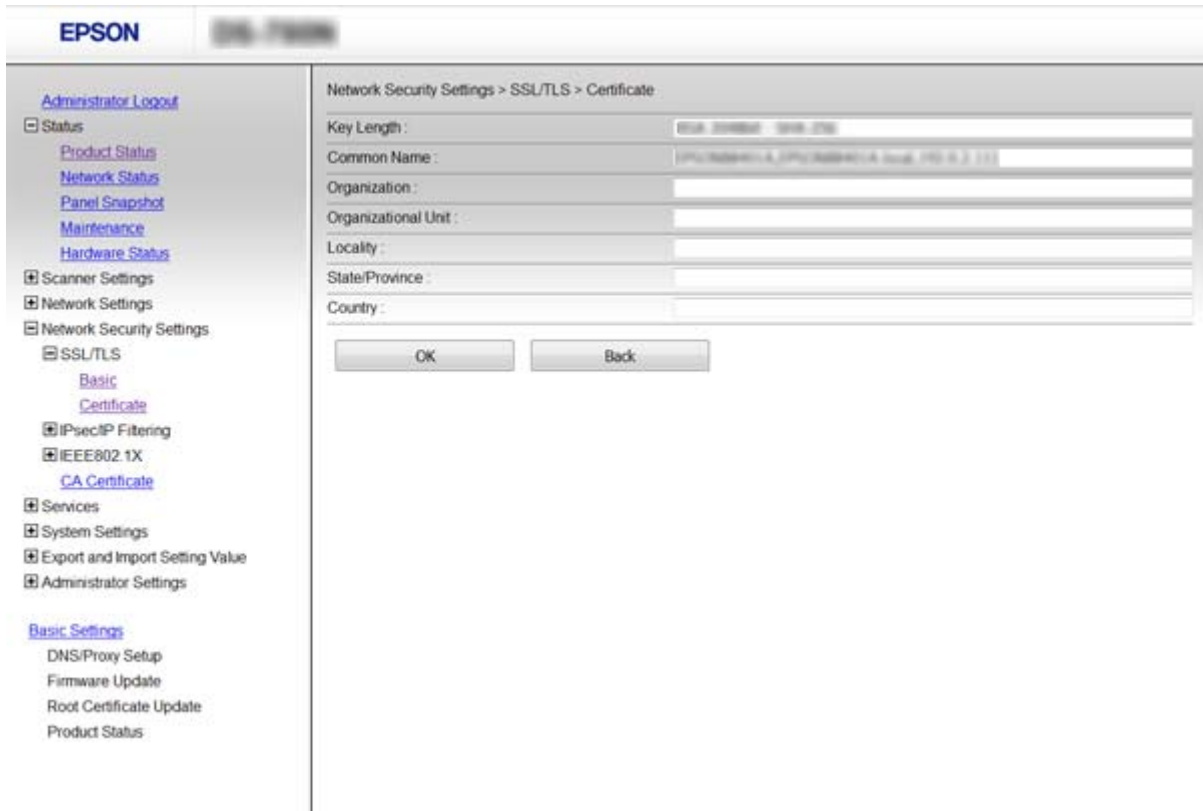 EPSON
Administrator Logout
Status
Product Status
Network Status
Panel Snapshot
Maintenance
Hardware Status
Scanner Settings
Network Settings
Network Security Settings
SSL/TLS
Basic
Certificate
IPsec/IP Filtering
IEEE802.1X
CA Certificate
Services
System Settings
Export and Import Setting Value
Administrator Settings
Basic Settings
DNS/Proxy Setup
Firmware Update
Root Certificate Update
Product Status
Network Security Settings > SSL/TLS > Certificate
Key Length :
Common Name :
Organization :
Organizational Unit :
Locality :
State/Province :
Country :
OK Back